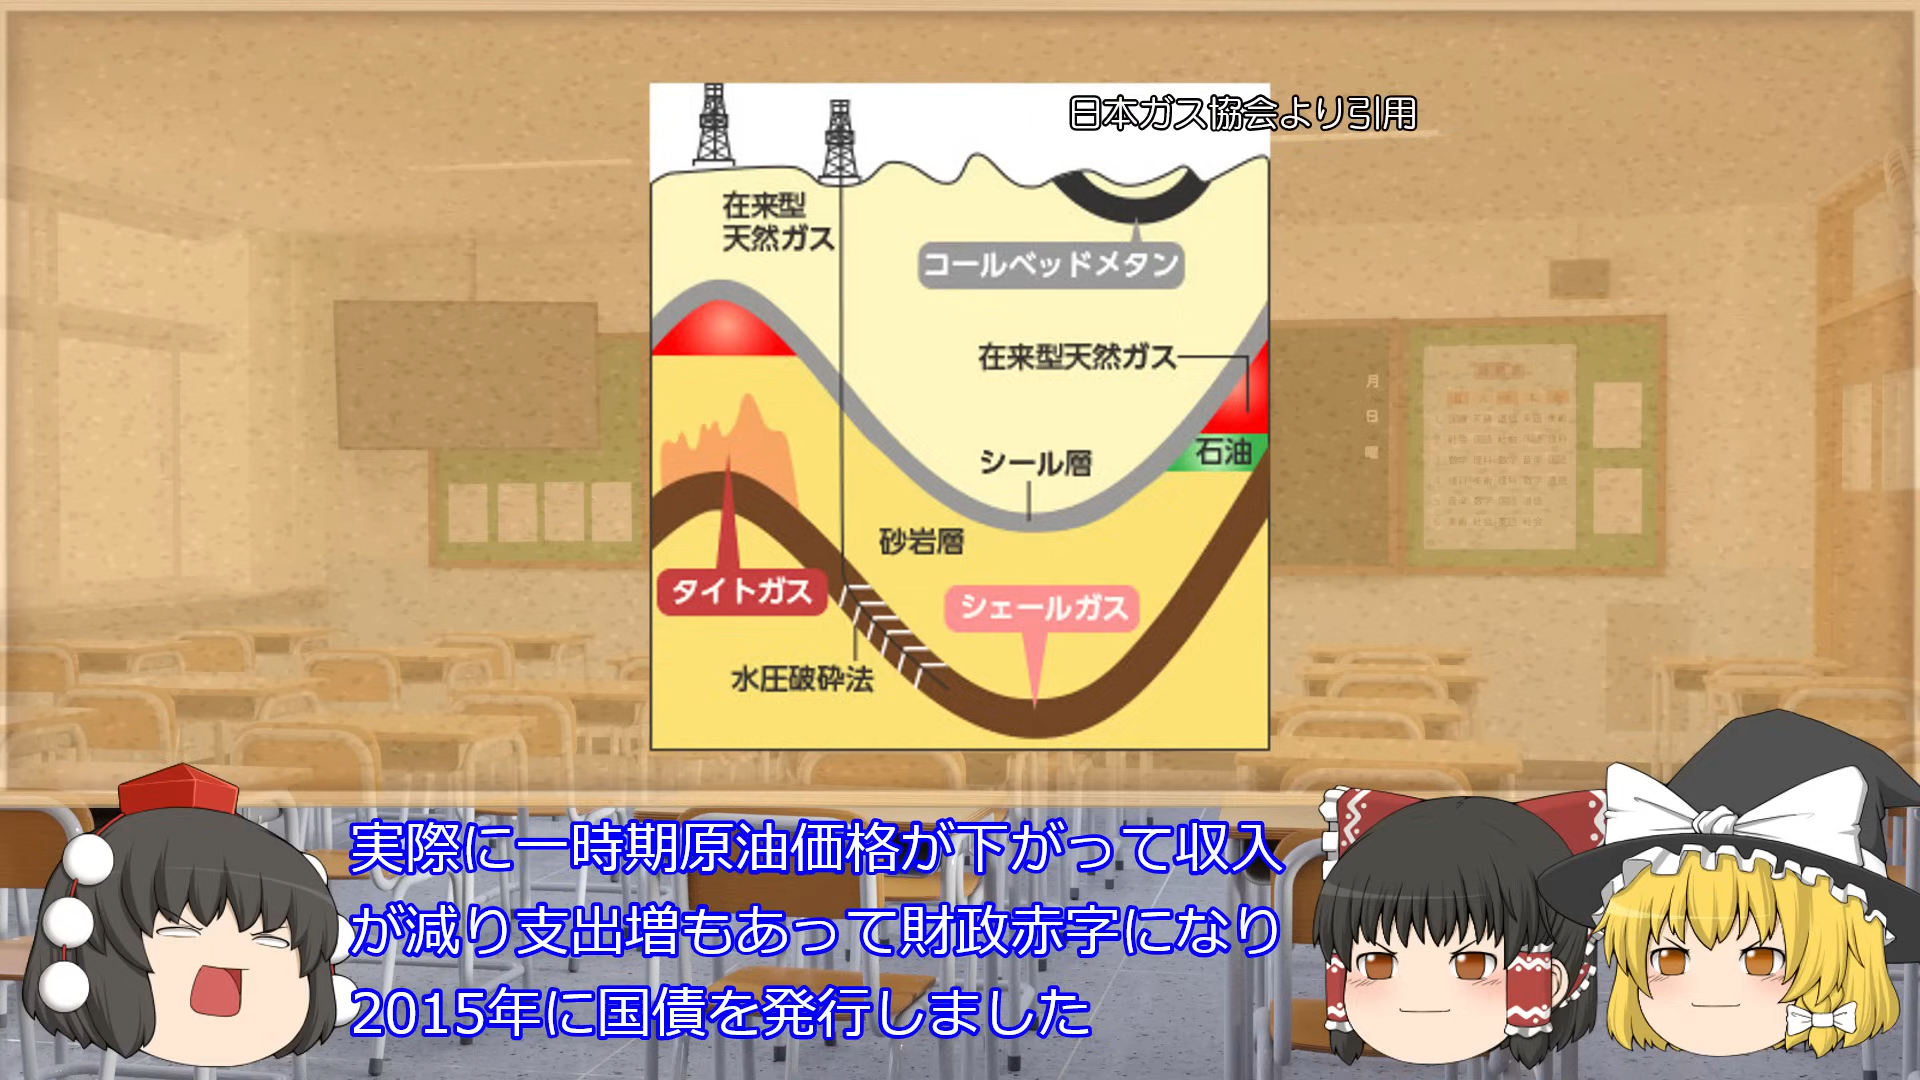 日本ガス協会より引用
在来型
天然ガス
コールベッドメタン
在来型天然ガス
石油
シール層
砂岩層
タイトガス
シェールガス
水圧破砕法
月
日
曜
実際に一時期原油価格が下がって収入
が減り支出増もあって財政赤字になり
2015年に国債を発行しました